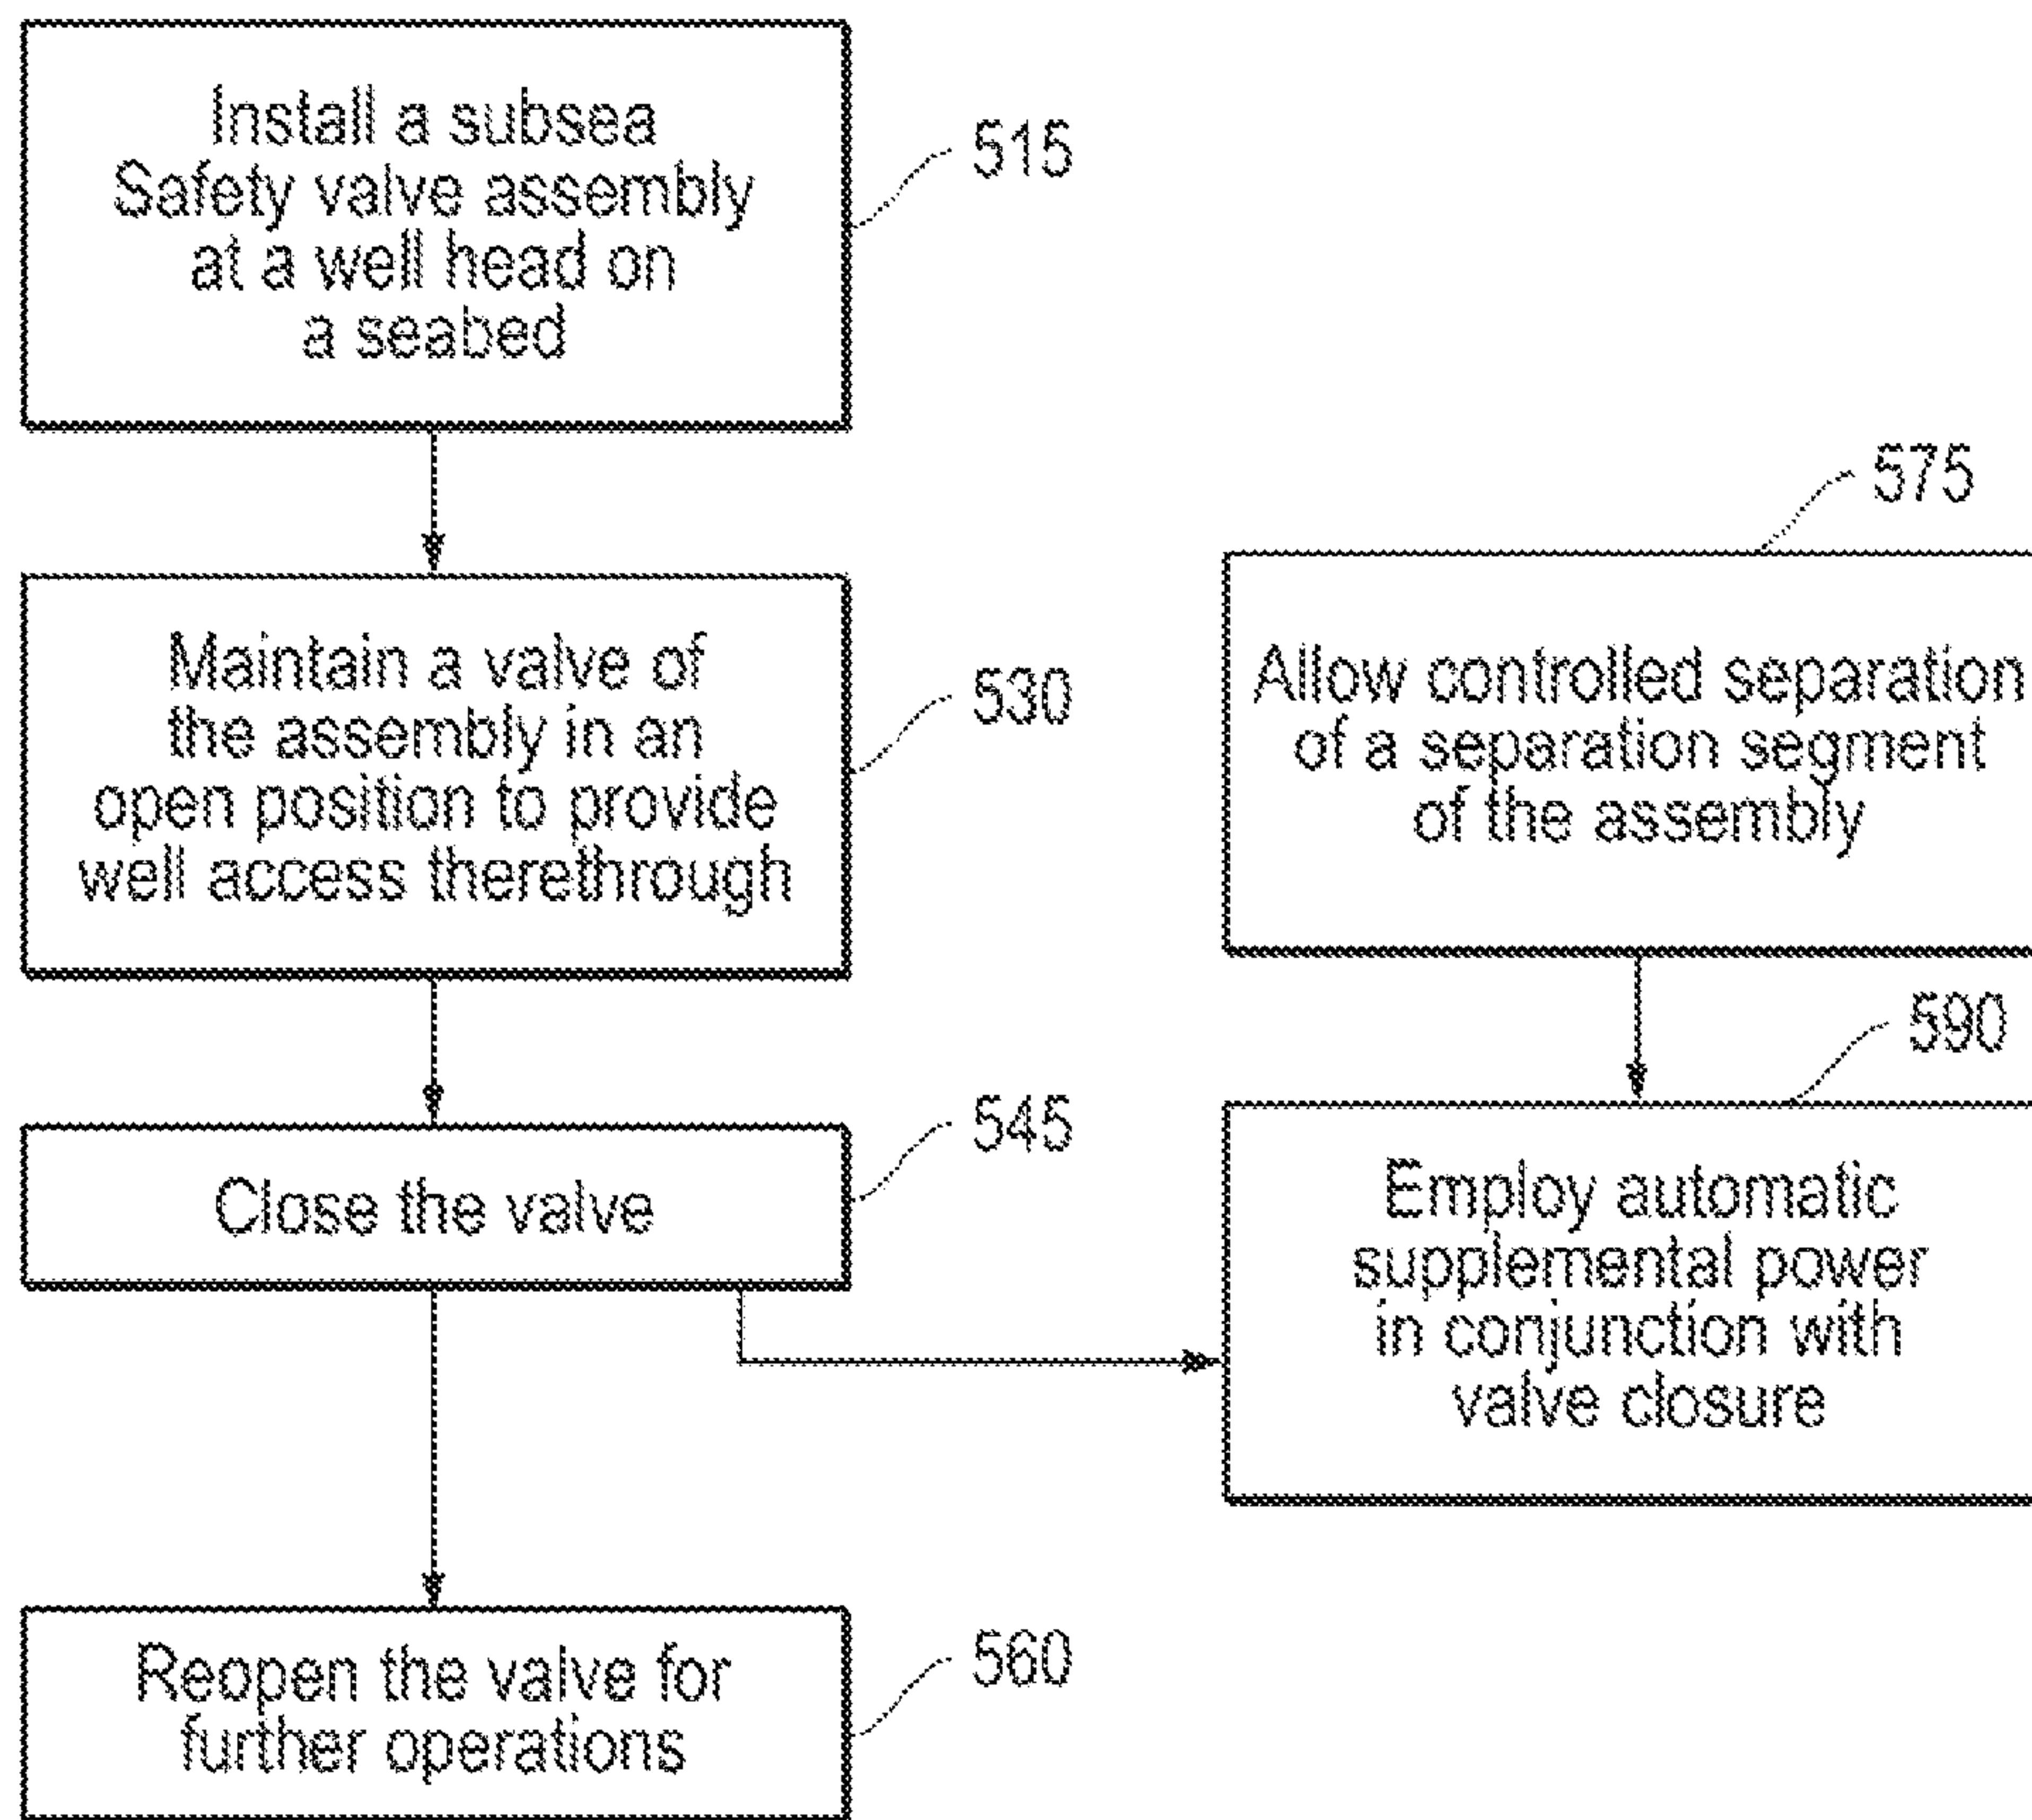 Install a subsea
Safety valve assembly
at a well head on
a seabed
515
Maintain a valve of
the assembly in an
open position to provide
well access therethrough
530
Close the valve
545
Reopen the valve for
further operations
560
575
Allow controlled separation
of a separation segment
of the assembly
590
Employ automatic
supplemental power
in conjunction with
valve closure